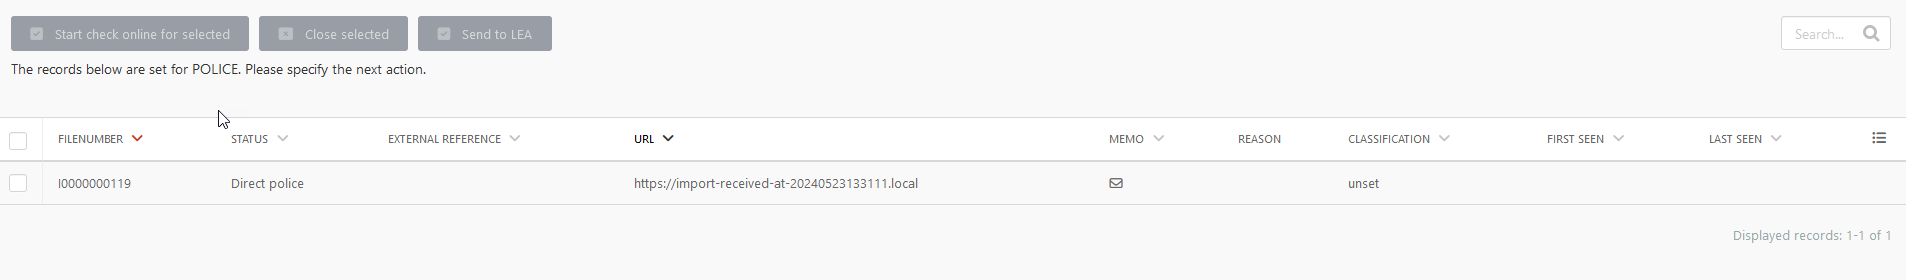 Start check online for selected Close selected Send to LEA Search...
The records below are set for POLICE. Please specify the next action.
FILENUMBER STATUS EXTERNAL REFERENCE URL MEMO REASON CLASSIFICATION FIRST SEEN LAST SEEN
I0000000119 Direct police https://import-received-at-20240523133111.local unset
Displayed records: 1-1 of 1